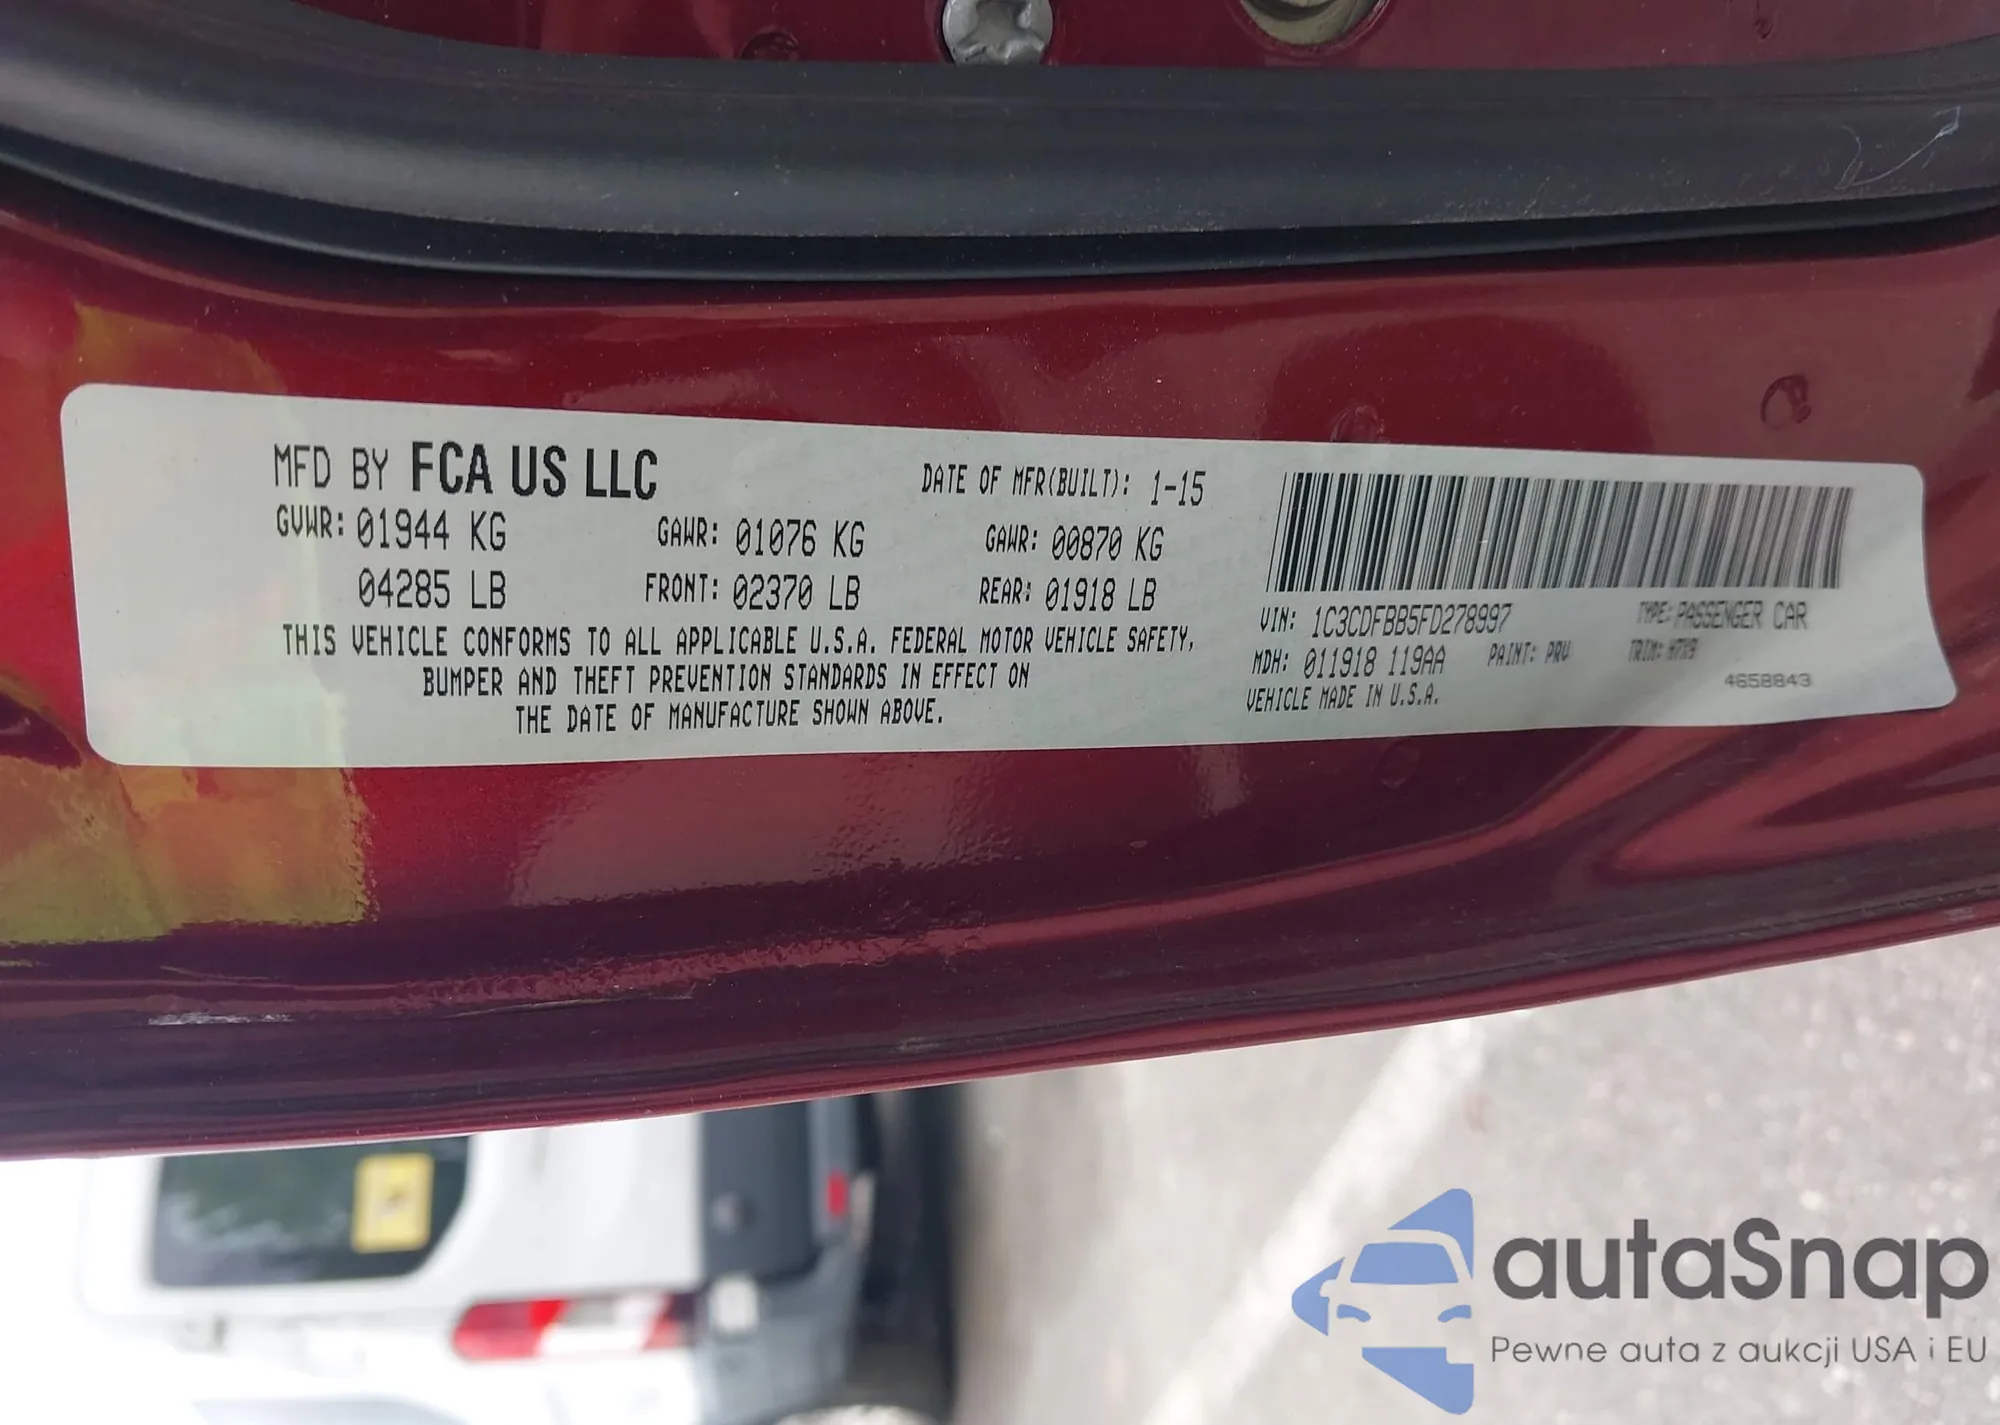 MFD BY FCA US LLC
DATE OF MFR(BUILT): 1-15
GVWR: 01944 KG
GAWR: 01076 KG
GAWR: 00870 KG
04285 LB
FRONT: 02370 LB
REAR: 01918 LB
THIS VEHICLE CONFORMS TO ALL APPLICABLE U.S.A. FEDERAL MOTOR VEHICLE SAFETY,
BUMPER AND THEFT PREVENTION STANDARDS IN EFFECT ON
THE DATE OF MANUFACTURE SHOWN ABOVE.
VIN: 1C3CDFBB5FD278997
TYPE: PASSENGER CAR
MDH: 011918 119AA
PAINT: PRV
TRIM:
VEHICLE MADE IN U.S.A.
4658843
autaSnap
Pewne auta z aukcji USA i EU